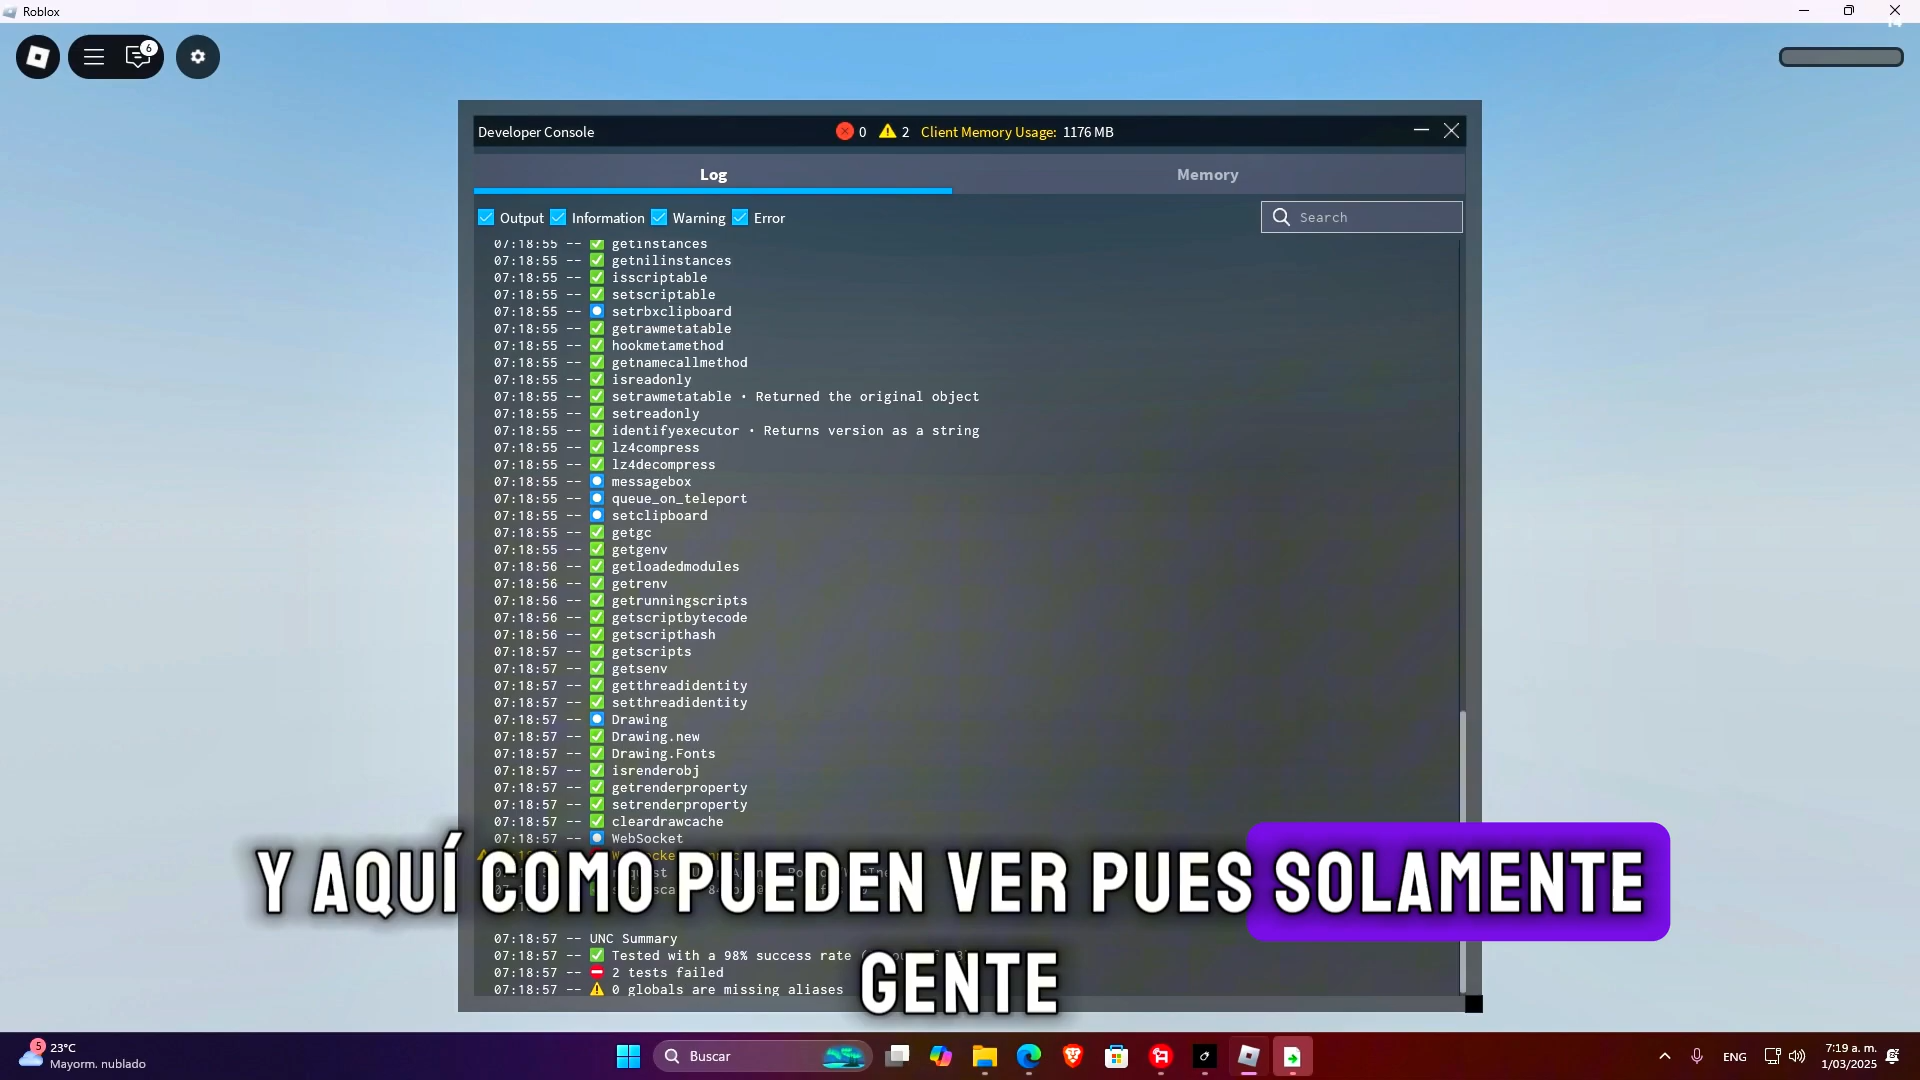 Roblox
6
Developer Console
0
2
Client Memory Usage: 1176 MB
Log
Memory
Output
Information
Warning
Error
Search
07:18:55 -- ✅ getinstances
07:18:55 -- ✅ getnilinstances
07:18:55 -- ✅ isscriptable
07:18:55 -- ✅ setscriptable
07:18:55 -- setrbxclipboard
07:18:55 -- ✅ getrawmetatable
07:18:55 -- ✅ hookmetamethod
07:18:55 -- ✅ getnamecallmethod
07:18:55 -- ✅ isreadonly
07:18:55 -- ✅ setrawmetatable • Returned the original object
07:18:55 -- ✅ setreadonly
07:18:55 -- ✅ identifyexecutor • Returns version as a string
07:18:55 -- ✅ lz4compress
07:18:55 -- ✅ lz4decompress
07:18:55 -- messagebox
07:18:55 -- queue_on_teleport
07:18:55 -- setclipboard
07:18:55 -- ✅ getgc
07:18:55 -- ✅ getgenv
07:18:56 -- ✅ getloadedmodules
07:18:56 -- ✅ getrenv
07:18:56 -- ✅ getrunningscripts
07:18:56 -- ✅ getscriptbytecode
07:18:56 -- ✅ getscripthash
07:18:57 -- ✅ getscripts
07:18:57 -- ✅ getsenv
07:18:57 -- ✅ getthreadidentity
07:18:57 -- ✅ setthreadidentity
07:18:57 -- Drawing
07:18:57 -- ✅ Drawing.new
07:18:57 -- ✅ Drawing.Fonts
07:18:57 -- ✅ isrenderobj
07:18:57 -- ✅ getrenderproperty
07:18:57 -- ✅ setrenderproperty
07:18:57 -- ✅ cleardrawcache
07:18:57 -- WebSocket
Y AQUÍ COMO PUEDEN VER PUES SOLAMENTE
07:18:57 -- UNC Summary
07:18:57 -- ✅ Tested with a 98% success rate
GENTE
07:18:57 -- ⛔ 2 tests failed
07:18:57 -- ⚠ 0 globals are missing aliases
5
23°C
Mayorm. nublado
Buscar
ENG
7:19 a. m.
1/03/2025